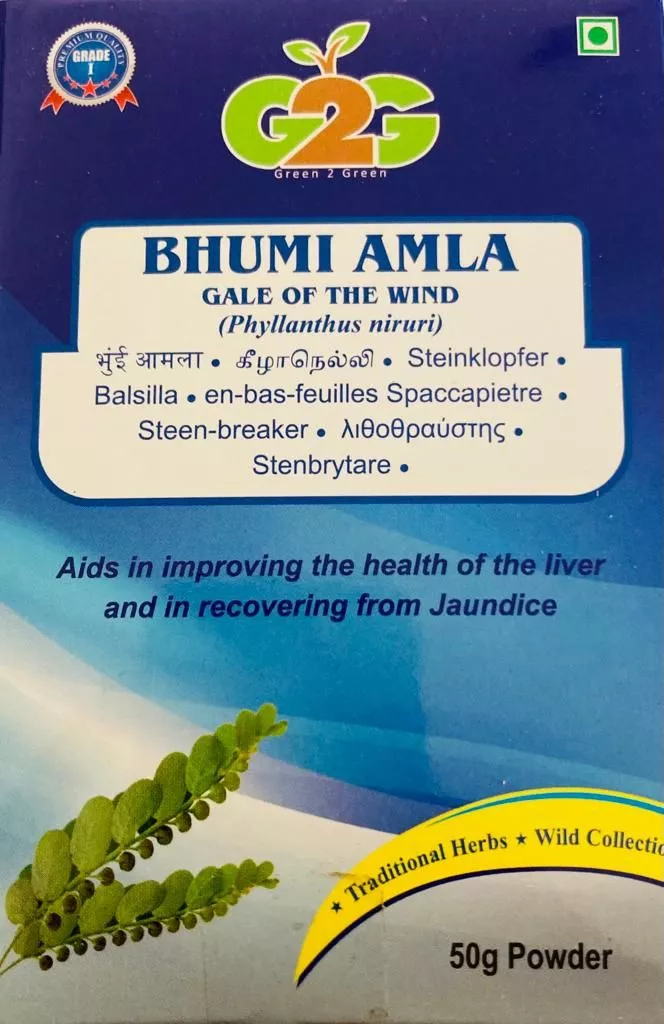 PREMIUM QUALITY
GRADE
I
G2G
Green 2 Green
BHUMI AMLA
GALE OF THE WIND
(Phyllanthus niruri)
भुंई आमला • கீழாநெல்லி • Steinklopfer •
Balsilla • en-bas-feuilles Spaccapietre •
Steen-breaker • λιθοθραύστης •
Stenbrytare •
Aids in improving the health of the liver
and in recovering from Jaundice
★ Traditional Herbs ★ Wild Collectio
50g Powder